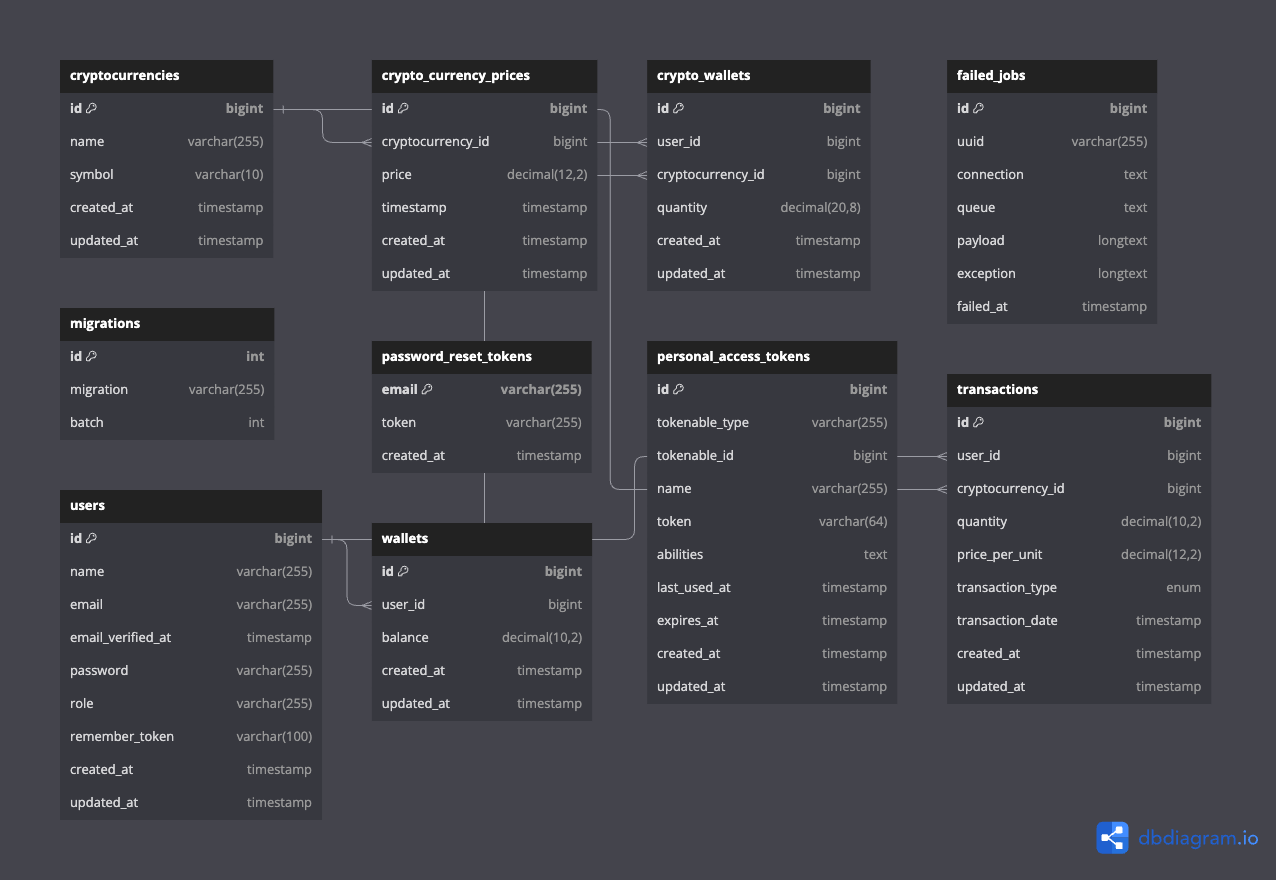 cryptocurrencies
id bigint
name varchar(255)
symbol varchar(10)
created_at timestamp
updated_at timestamp
crypto_currency_prices
id bigint
cryptocurrency_id bigint
price decimal(12,2)
timestamp timestamp
created_at timestamp
updated_at timestamp
crypto_wallets
id bigint
user_id bigint
cryptocurrency_id bigint
quantity decimal(20,8)
created_at timestamp
updated_at timestamp
failed_jobs
id bigint
uuid varchar(255)
connection text
queue text
payload longtext
exception longtext
failed_at timestamp
migrations
id int
migration varchar(255)
batch int
password_reset_tokens
email varchar(255)
token varchar(255)
created_at timestamp
personal_access_tokens
id bigint
tokenable_type varchar(255)
tokenable_id bigint
name varchar(255)
token varchar(64)
abilities text
last_used_at timestamp
expires_at timestamp
created_at timestamp
updated_at timestamp
transactions
id bigint
user_id bigint
cryptocurrency_id bigint
quantity decimal(10,2)
price_per_unit decimal(12,2)
transaction_type enum
transaction_date timestamp
created_at timestamp
updated_at timestamp
users
id bigint
name varchar(255)
email varchar(255)
email_verified_at timestamp
password varchar(255)
role varchar(255)
remember_token varchar(100)
created_at timestamp
updated_at timestamp
wallets
id bigint
user_id bigint
balance decimal(10,2)
created_at timestamp
updated_at timestamp
dbdiagram.io